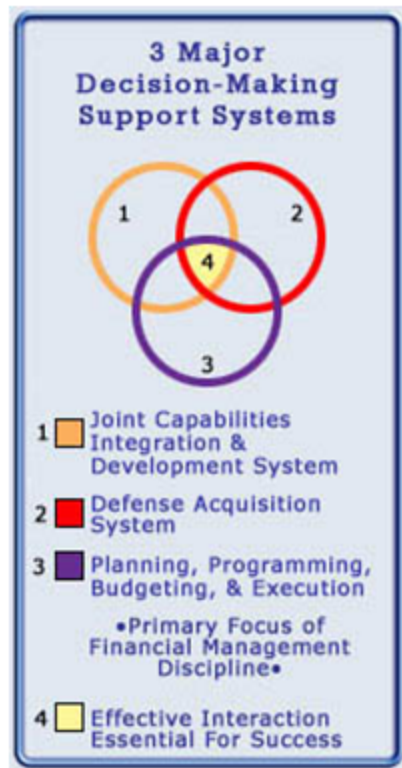 3 Major
Decision-Making
Support Systems
1
2
4
3
1 Joint Capabilities
Integration &
Development System
2 Defense Acquisition
System
3 Planning, Programming,
Budgeting, & Execution
•Primary Focus of
Financial Management
Discipline•
4 Effective Interaction
Essential For Success